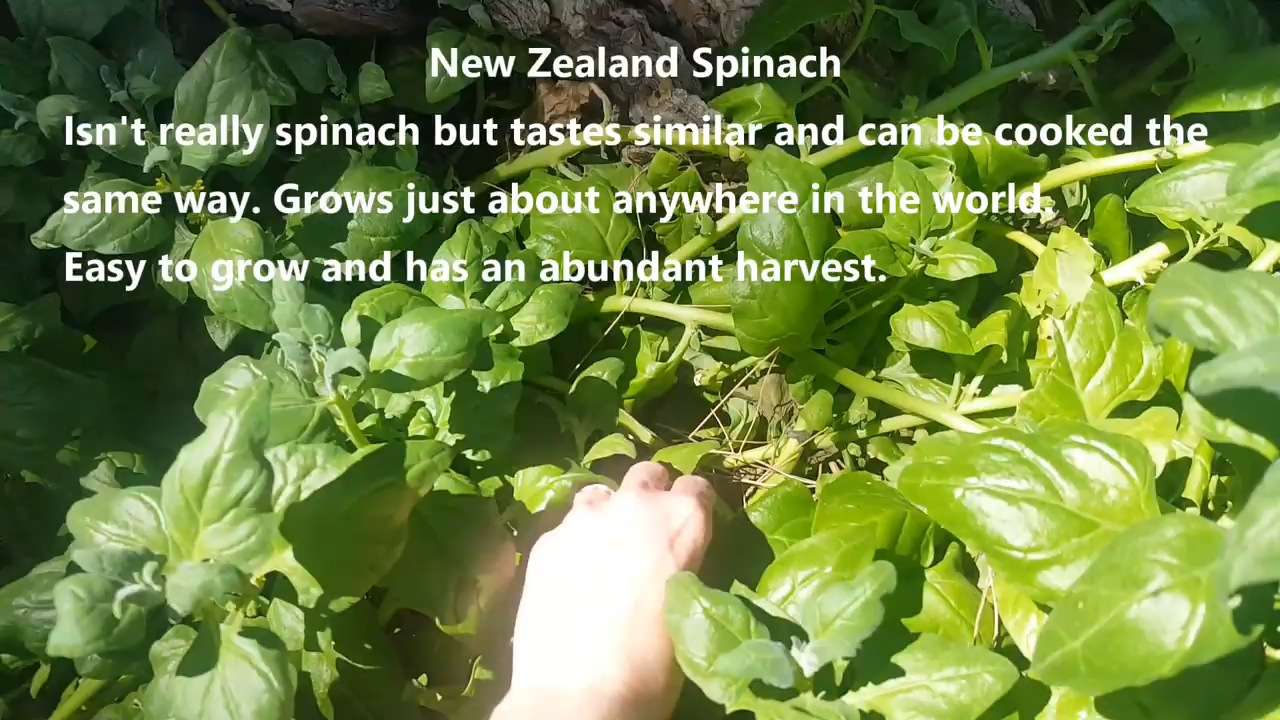 New Zealand Spinach
Isn't really spinach but tastes similar and can be cooked the
same way. Grows just about anywhere in the world.
Easy to grow and has an abundant harvest.